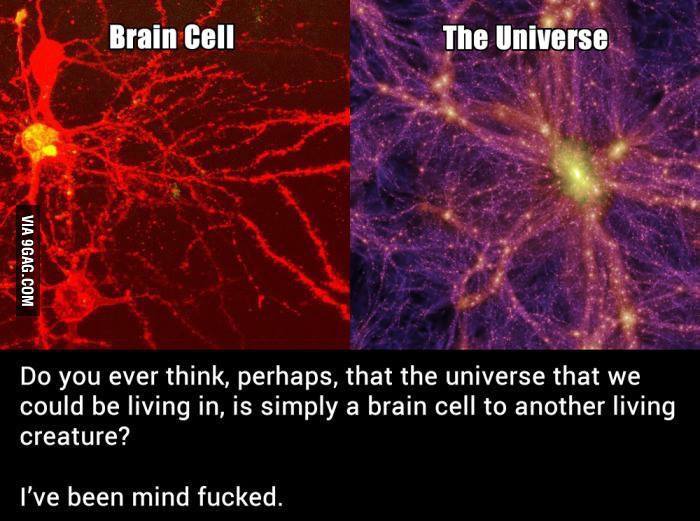 Brain Cell
The Universe
VIA 9GAG.COM
Do you ever think, perhaps, that the universe that we
could be living in, is simply a brain cell to another living
creature?
I've been mind fucked.